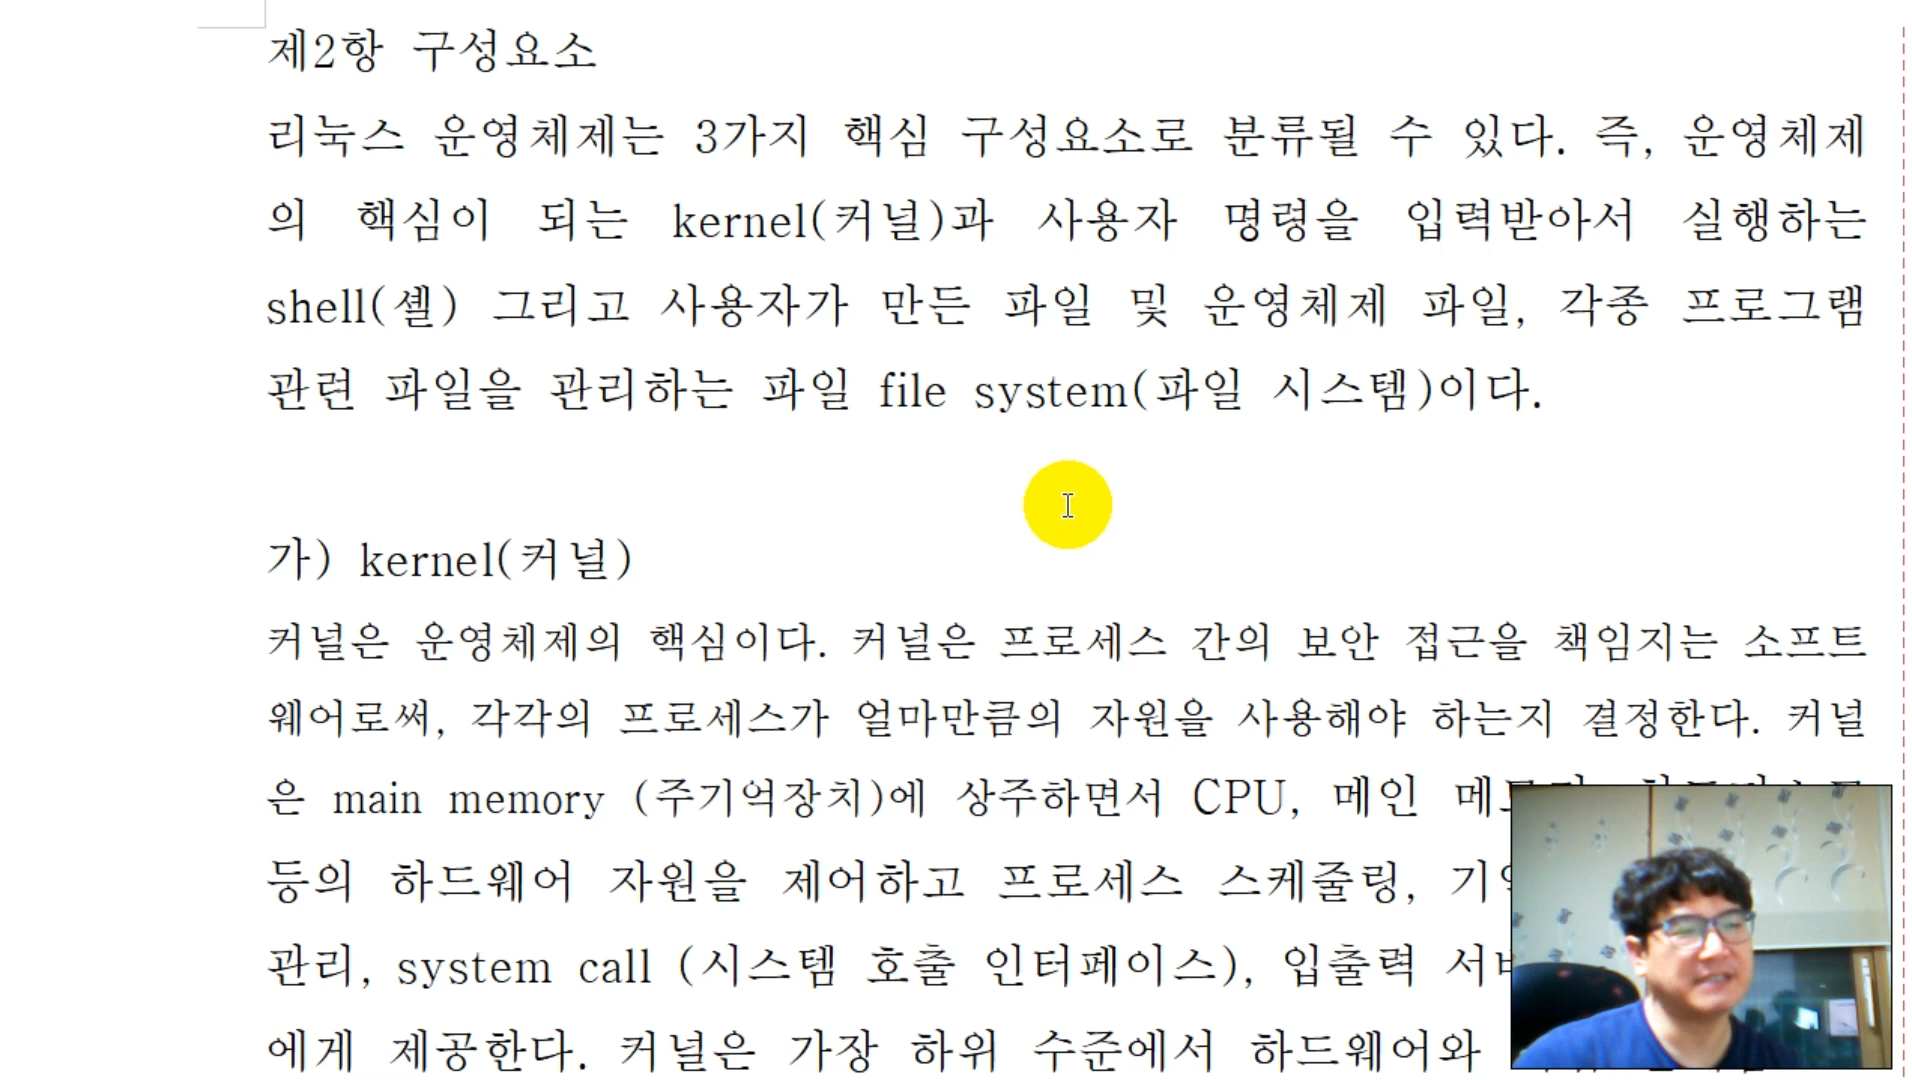 제2항 구성요소
리눅스 운영체제는 3가지 핵심 구성요소로 분류될 수 있다. 즉, 운영체제
의 핵심이 되는 kernel(커널)과 사용자 명령을 입력받아서 실행하는
shell(셸) 그리고 사용자가 만든 파일 및 운영체제 파일, 각종 프로그램
관련 파일을 관리하는 파일 file system(파일 시스템)이다.
가) kernel(커널)
커널은 운영체제의 핵심이다. 커널은 프로세스 간의 보안 접근을 책임지는 소프트
웨어로써, 각각의 프로세스가 얼마만큼의 자원을 사용해야 하는지 결정한다. 커널
은 main memory (주기억장치)에 상주하면서 CPU, 메인
등의 하드웨어 자원을 제어하고 프로세스 스케줄링,
관리, system call (시스템 호출 인터페이스), 입출력
에게 제공한다. 커널은 가장 하위 수준에서 하드웨어와